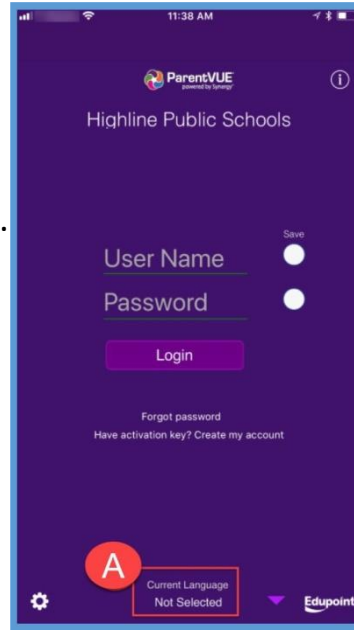 11:38 AM
ParentVUE
powered by Synergy
i
Highline Public Schools
Save
User Name
Password
Login
Forgot password
Have activation key? Create my account
A
Current Language
Not Selected
Edupoint